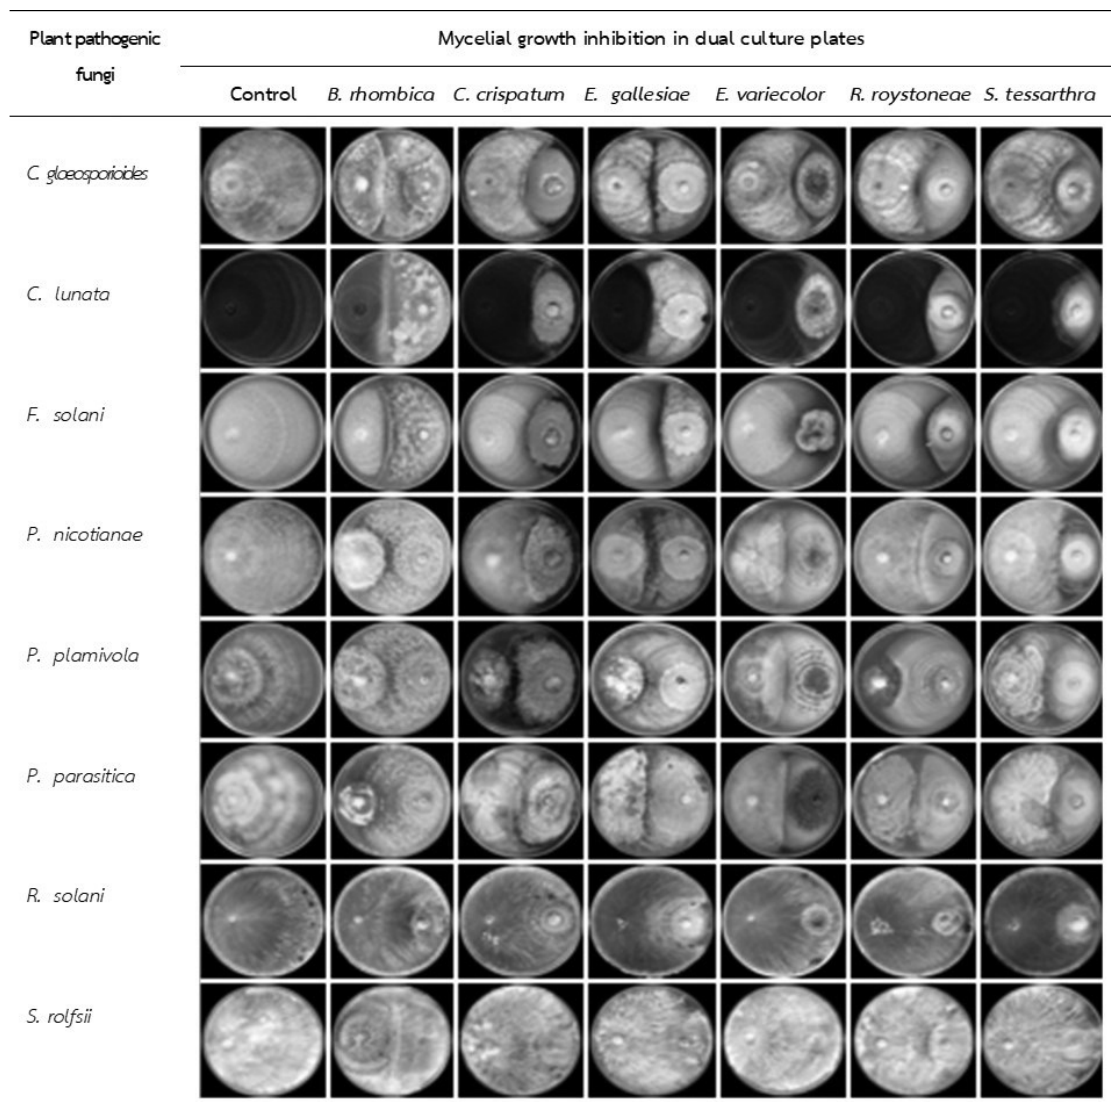 Plant pathogenic
fungi
Mycelial growth inhibition in dual culture plates
Control B. rhombica C. crispatum E. gallesiae E. variecolor R. roystoneae S. tessarthra
C. gloeosporioides
C. lunata
F. solani
P. nicotianae
P. plamivola
P. parasitica
R. solani
S. rolfsii